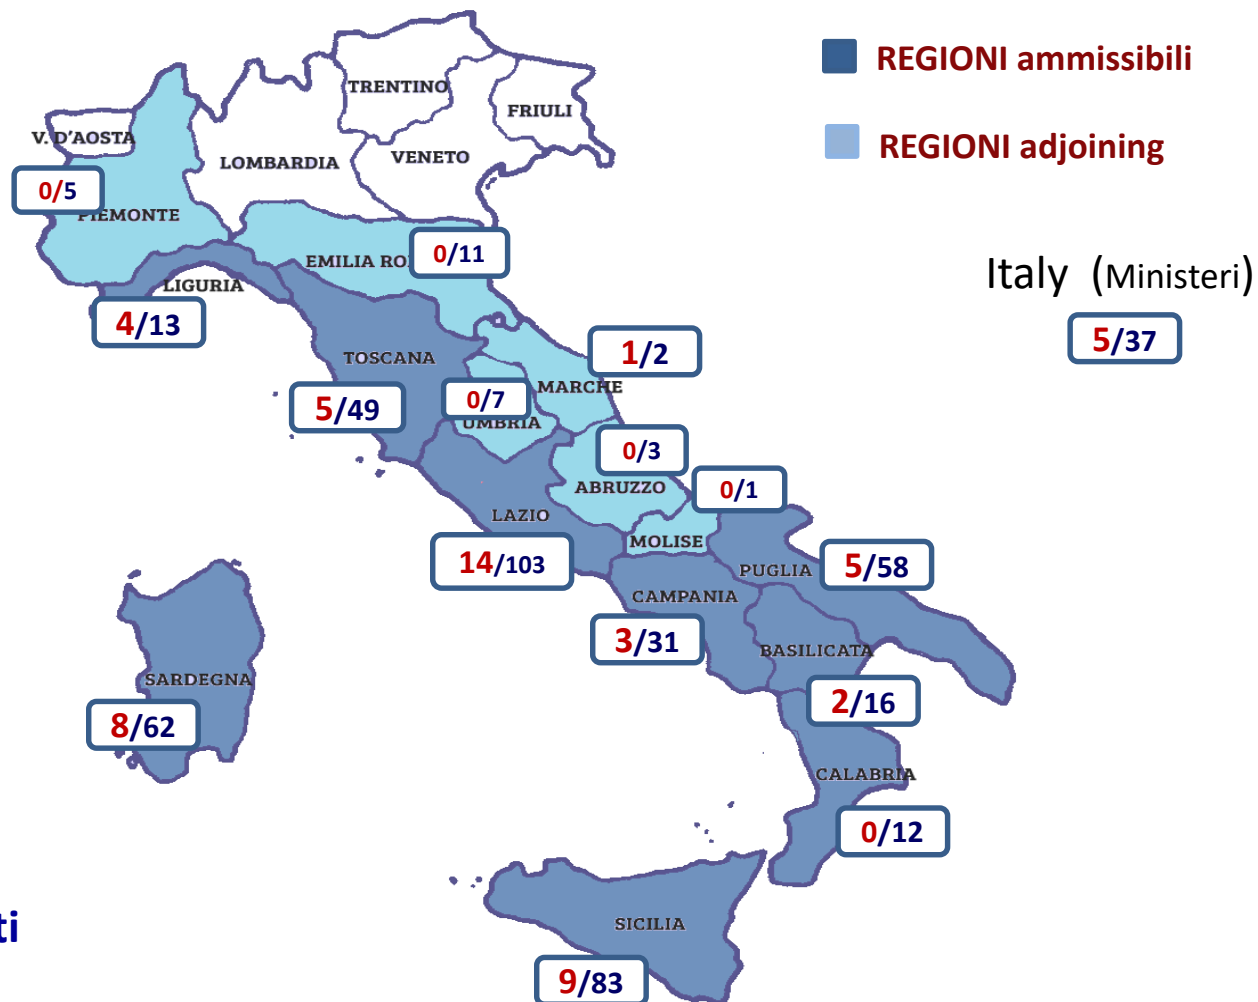 REGIONI ammissibili
REGIONI adjoining
TRENTINO
FRIULI
V. D'AOSTA
LOMBARDIA
VENETO
0/5
PIEMONTE
EMILIA RO
0/11
Italy (Ministeri)
5/37
LIGURIA
4/13
TOSCANA
1/2
MARCHE
5/49
0/7
UMBRIA
0/3
ABRUZZO
0/1
LAZIO
MOLISE
14/103
PUGLIA
5/58
CAMPANIA
3/31
BASILICATA
SARDEGNA
2/16
8/62
CALABRIA
0/12
SICILIA
ti
9/83